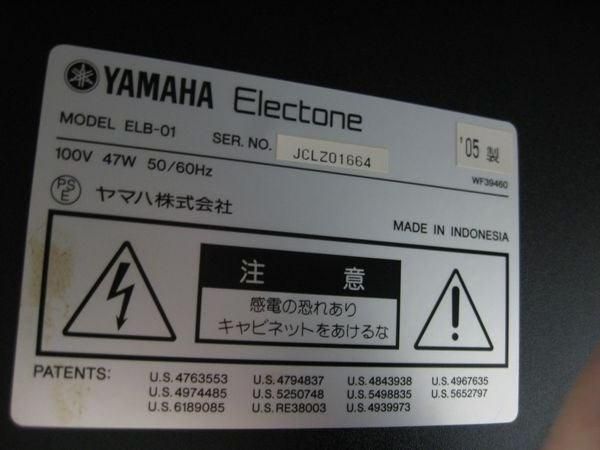 YAMAHA Electone
MODEL ELB-01 SER. NO. JCLZ01664 '05 製
100V 47W 50/60Hz WF39460
PSE ヤマハ株式会社 MADE IN INDONESIA
注 意
感電の恐れあり
キャビネットをあけるな
PATENTS: U.S.4763553 U.S.4794837 U.S.4843938 U.S.4967635
U.S.4974485 U.S.5250748 U.S.5498835 U.S.5652797
U.S.6189085 U.S.RE38003 U.S.4939973